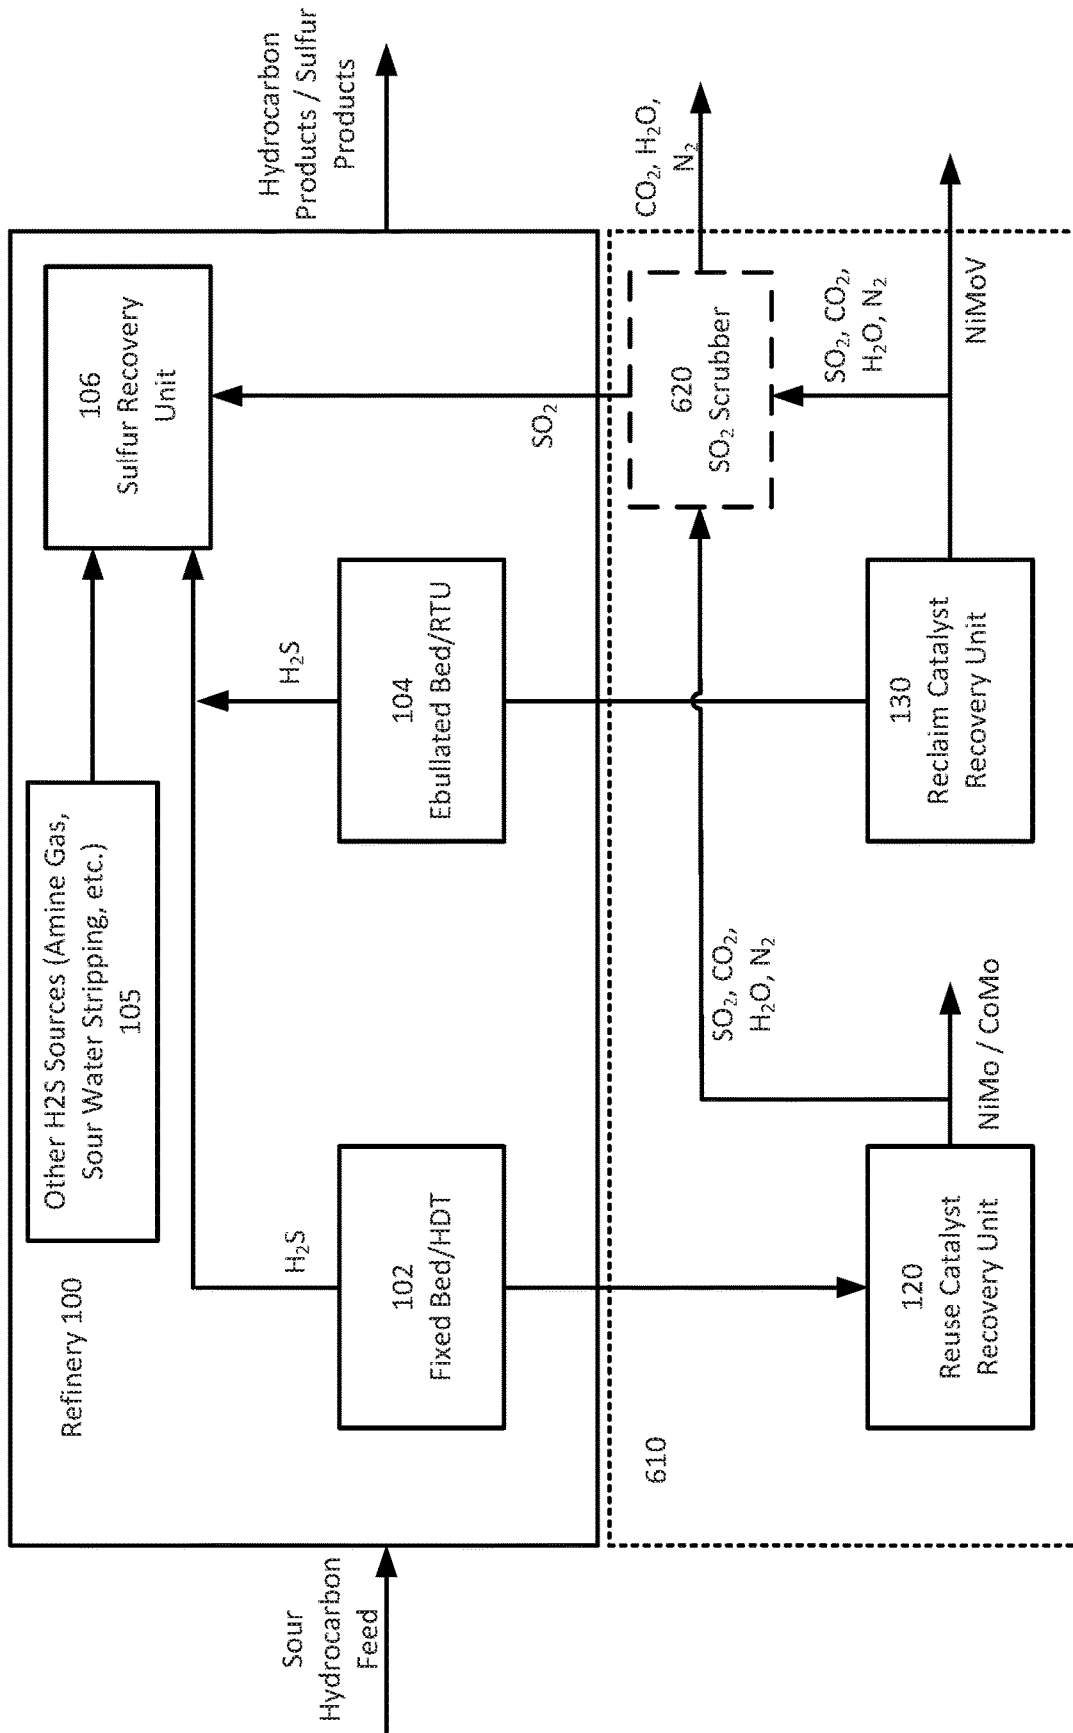 Sour
Hydrocarbon
Feed
Refinery 100
Other H2S Sources (Amine Gas,
Sour Water Stripping, etc.)
105
106
Sulfur Recovery
Unit
Hydrocarbon
Products / Sulfur
Products
H₂S
H₂S
102
Fixed Bed/HDT
104
Ebullated Bed/RTU
SO₂
610
620
SO₂ Scrubber
CO₂, H₂O,
N₂
SO₂, CO₂,
H₂O, N₂
SO₂, CO₂,
H₂O, N₂
120
Reuse Catalyst
Recovery Unit
NiMo / CoMo
130
Reclaim Catalyst
Recovery Unit
NiMoV